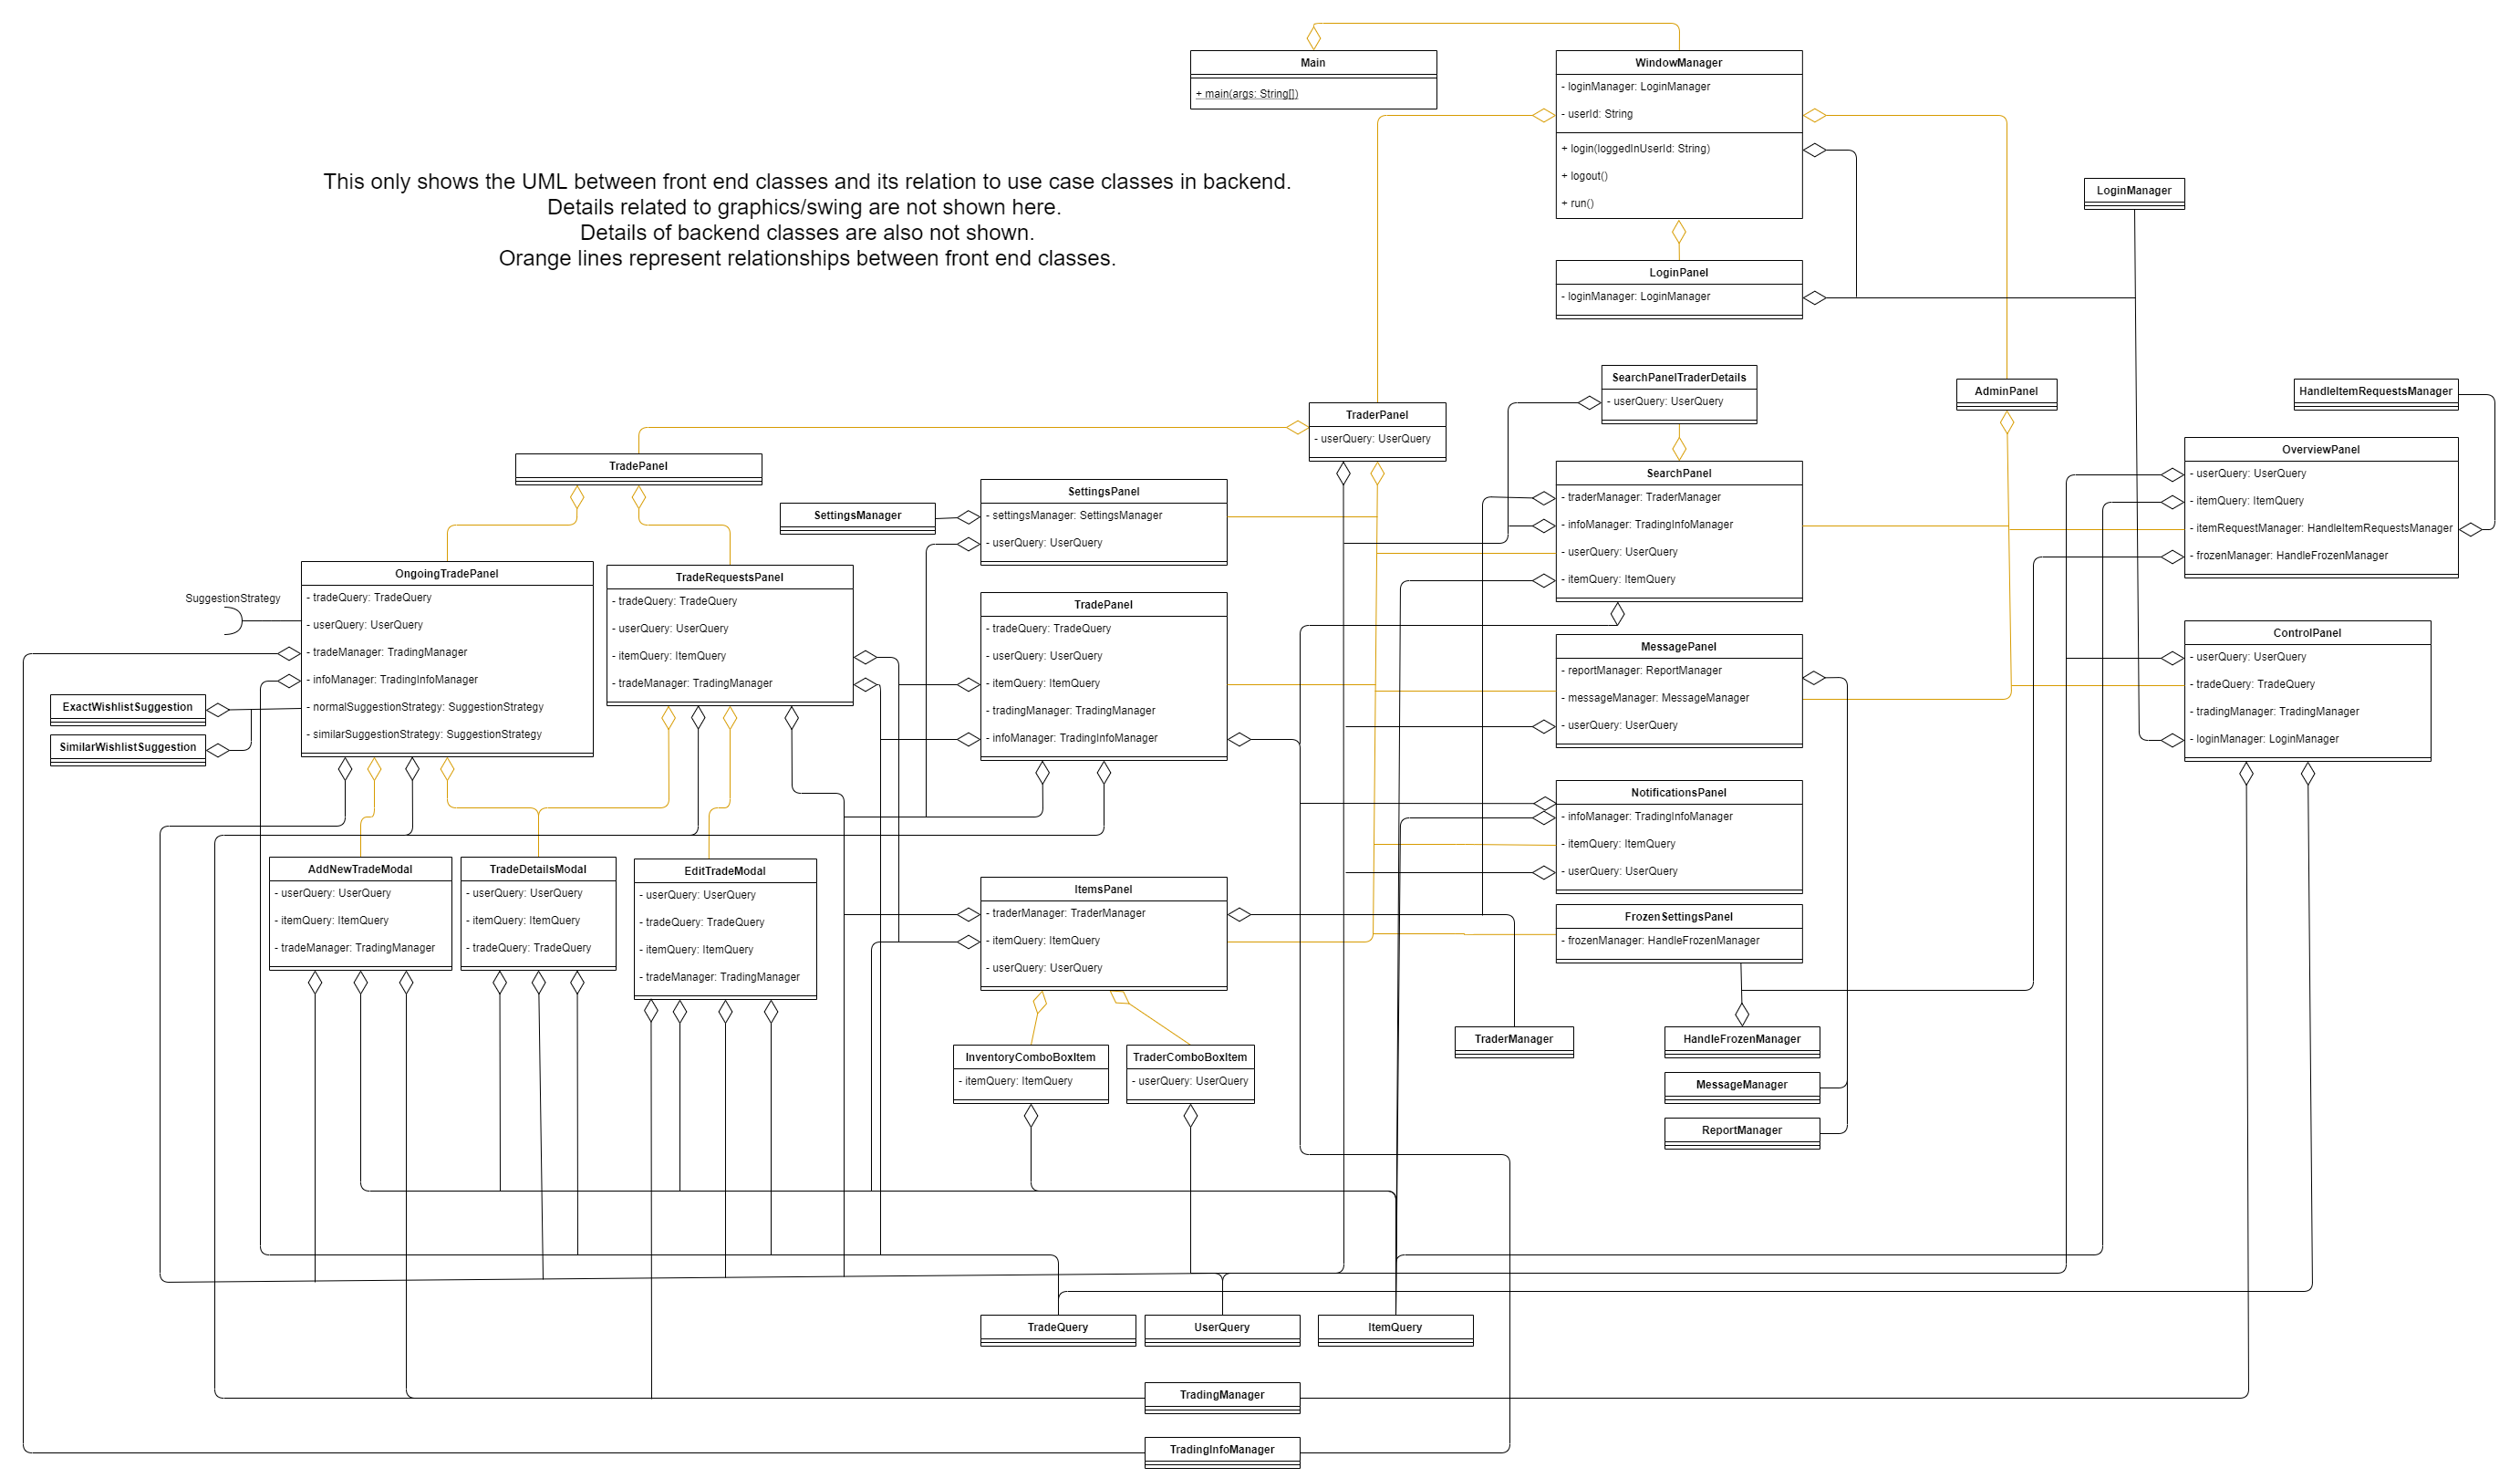 Main
+ main(args: String[])
WindowManager
- loginManager: LoginManager
- userId: String
+ login(loggedInUserId: String)
+ logout()
+ run()
This only shows the UML between front end classes and its relation to use case classes in backend.
Details related to graphics/swing are not shown here.
Details of backend classes are also not shown.
Orange lines represent relationships between front end classes.
LoginManager
LoginPanel
- loginManager: LoginManager
SearchPanelTraderDetails
- userQuery: UserQuery
AdminPanel
HandleItemRequestsManager
TraderPanel
- userQuery: UserQuery
TradePanel
SettingsManager
SettingsPanel
- settingsManager: SettingsManager
- userQuery: UserQuery
SearchPanel
- traderManager: TraderManager
- infoManager: TradingInfoManager
- userQuery: UserQuery
- itemQuery: ItemQuery
OverviewPanel
- userQuery: UserQuery
- itemQuery: ItemQuery
- itemRequestManager: HandleItemRequestsManager
- frozenManager: HandleFrozenManager
SuggestionStrategy
OngoingTradePanel
- tradeQuery: TradeQuery
- userQuery: UserQuery
- tradeManager: TradingManager
- infoManager: TradingInfoManager
- normalSuggestionStrategy: SuggestionStrategy
- similarSuggestionStrategy: SuggestionStrategy
TradeRequestsPanel
- tradeQuery: TradeQuery
- userQuery: UserQuery
- itemQuery: ItemQuery
- tradeManager: TradingManager
TradePanel
- tradeQuery: TradeQuery
- userQuery: UserQuery
- itemQuery: ItemQuery
- tradingManager: TradingManager
- infoManager: TradingInfoManager
MessagePanel
- reportManager: ReportManager
- messageManager: MessageManager
- userQuery: UserQuery
ControlPanel
- userQuery: UserQuery
- tradeQuery: TradeQuery
- tradingManager: TradingManager
- loginManager: LoginManager
ExactWishlistSuggestion
SimilarWishlistSuggestion
NotificationsPanel
- infoManager: TradingInfoManager
- itemQuery: ItemQuery
- userQuery: UserQuery
AddNewTradeModal
- userQuery: UserQuery
- itemQuery: ItemQuery
- tradeManager: TradingManager
TradeDetailsModal
- userQuery: UserQuery
- itemQuery: ItemQuery
- tradeQuery: TradeQuery
EditTradeModal
- userQuery: UserQuery
- tradeQuery: TradeQuery
- itemQuery: ItemQuery
- tradeManager: TradingManager
ItemsPanel
- traderManager: TraderManager
- itemQuery: ItemQuery
- userQuery: UserQuery
FrozenSettingsPanel
- frozenManager: HandleFrozenManager
InventoryComboBoxItem
- itemQuery: ItemQuery
TraderComboBoxItem
- userQuery: UserQuery
TraderManager
HandleFrozenManager
MessageManager
ReportManager
TradeQuery
UserQuery
ItemQuery
TradingManager
TradingInfoManager